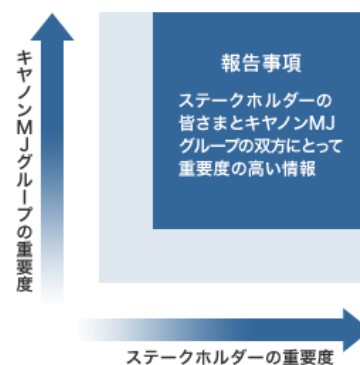 キヤノンMJグループの重要度
報告事項
ステークホルダーの
皆さまとキヤノンMJ
グループの双方にとって
重要度の高い情報
ステークホルダーの重要度